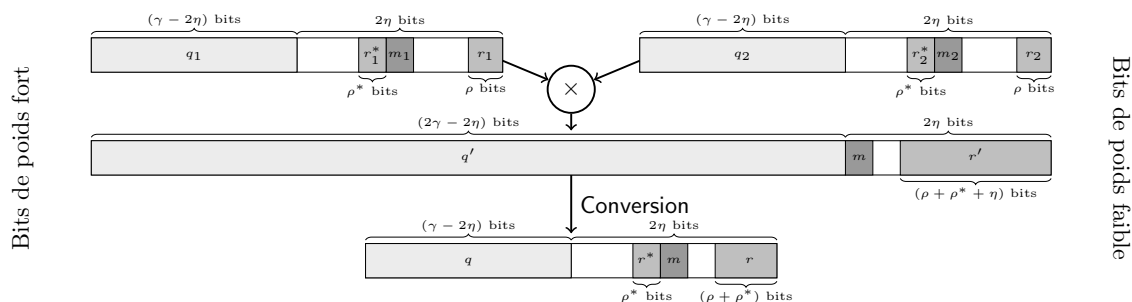 (γ − 2η) bits 2η bits (γ − 2η) bits 2η bits
q₁ r₁* m₁ r₁ × q₂ r₂* m₂ r₂
ρ* bits ρ bits ρ* bits ρ bits
(2γ − 2η) bits 2η bits
q′ m r′
(ρ + ρ* + η) bits
Conversion
(γ − 2η) bits 2η bits
q r* m r
ρ* bits (ρ + ρ*) bits
Bits de poids fort
Bits de poids faible